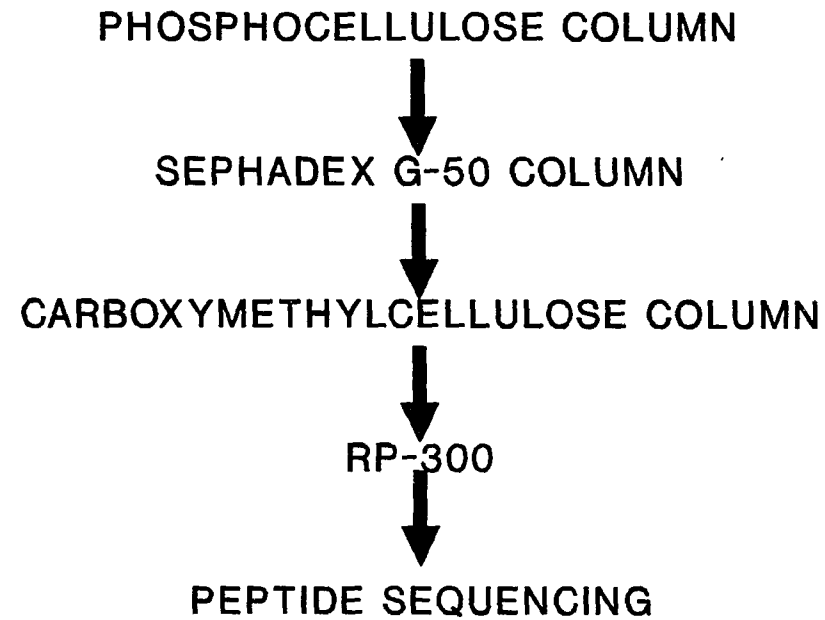 PHOSPHOCELLULOSE COLUMN
SEPHADEX G-50 COLUMN
CARBOXYMETHYLCELLULOSE COLUMN
RP-300
PEPTIDE SEQUENCING